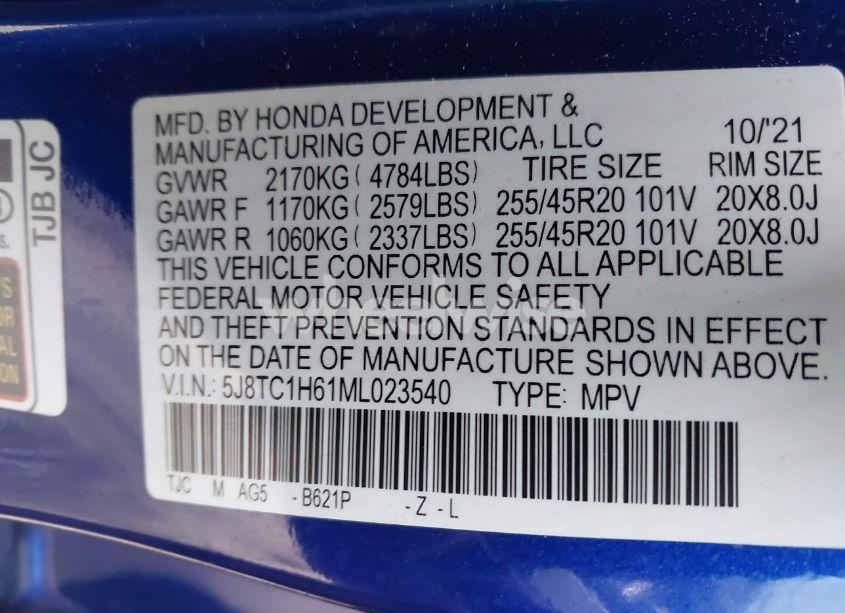 MFD. BY HONDA DEVELOPMENT &
MANUFACTURING OF AMERICA, LLC 10/'21
GVWR 2170KG ( 4784LBS) TIRE SIZE RIM SIZE
GAWR F 1170KG ( 2579LBS) 255/45R20 101V 20X8.0J
GAWR R 1060KG ( 2337LBS) 255/45R20 101V 20X8.0J
THIS VEHICLE CONFORMS TO ALL APPLICABLE
FEDERAL MOTOR VEHICLE SAFETY
AND THEFT PREVENTION STANDARDS IN EFFECT
ON THE DATE OF MANUFACTURE SHOWN ABOVE.
V.I.N.: 5J8TC1H61ML023540 TYPE: MPV
TJC M AG5 -B621P -Z -L
TJB JC